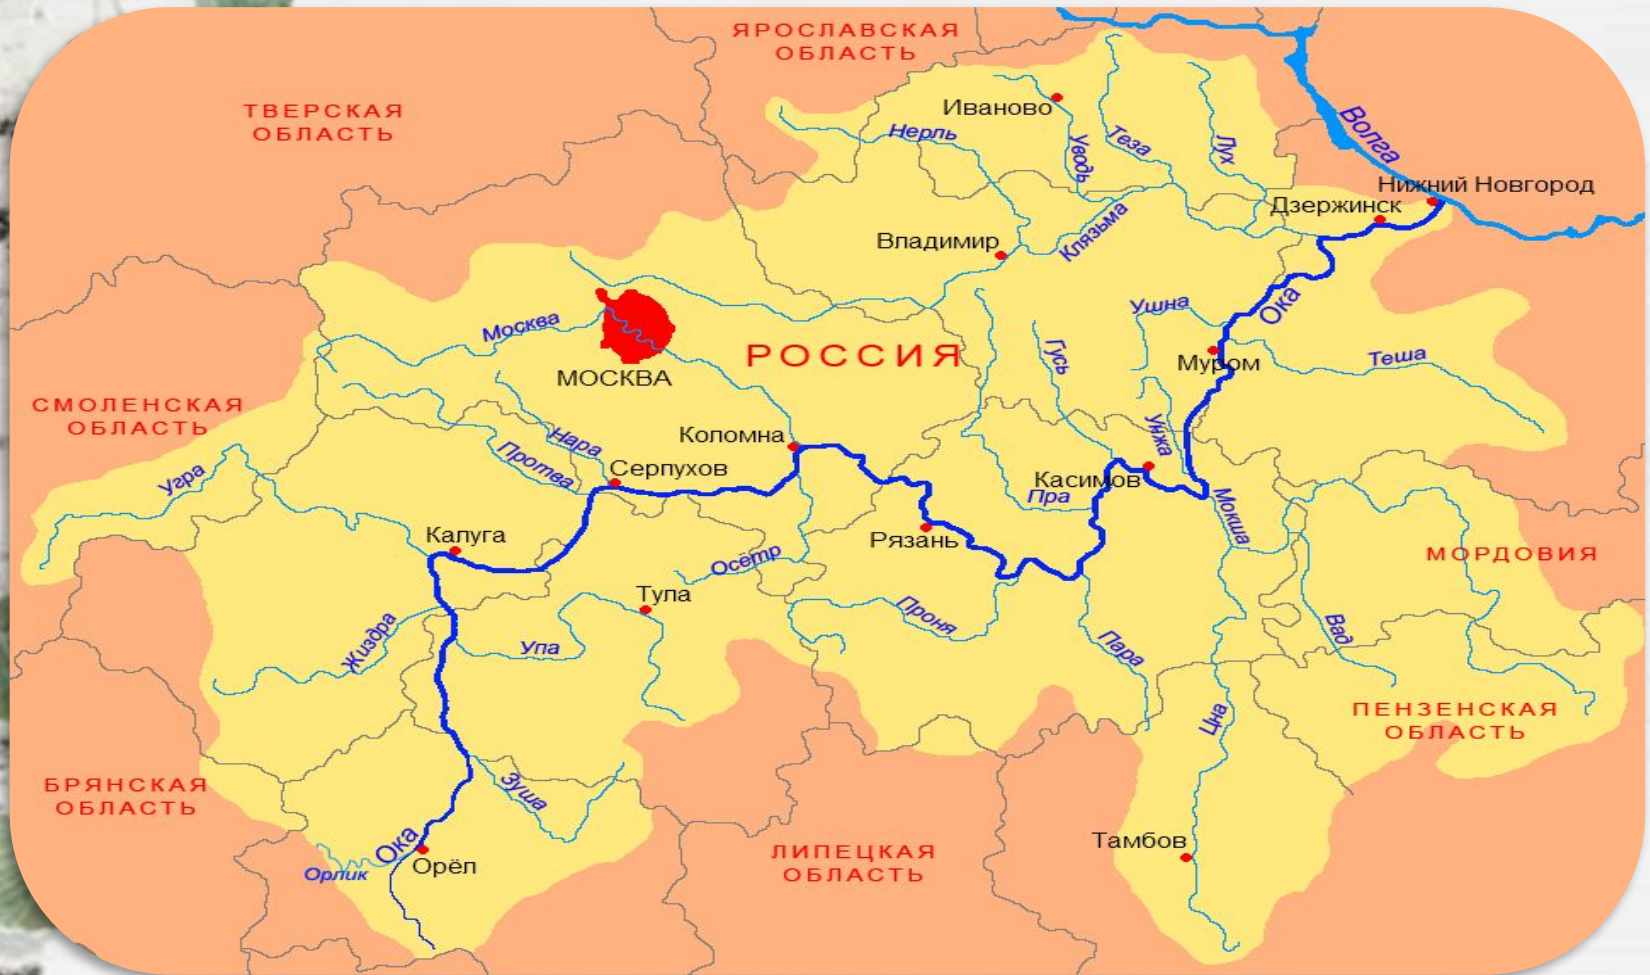 ЯРОСЛАВСКАЯ
ОБЛАСТЬ
ТВЕРСКАЯ
ОБЛАСТЬ
Иваново
Нерль
Уводь
Теза
Лух
Волга
Нижний Новгород
Дзержинск
Владимир
Клязьма
Ушна
Ока
Москва
РОССИЯ
Гусь
Муром
Теша
МОСКВА
СМОЛЕНСКАЯ
ОБЛАСТЬ
Нара
Протва
Коломна
Серпухов
Унжа
Касимов
Пра
Мокша
Угра
Калуга
Рязань
Осётр
МОРДОВИЯ
Тула
Проня
Жиздра
Упа
Пара
Вад
Цна
ПЕНЗЕНСКАЯ
ОБЛАСТЬ
БРЯНСКАЯ
ОБЛАСТЬ
Зуша
Ока
Орёл
Орлик
ЛИПЕЦКАЯ
ОБЛАСТЬ
Тамбов